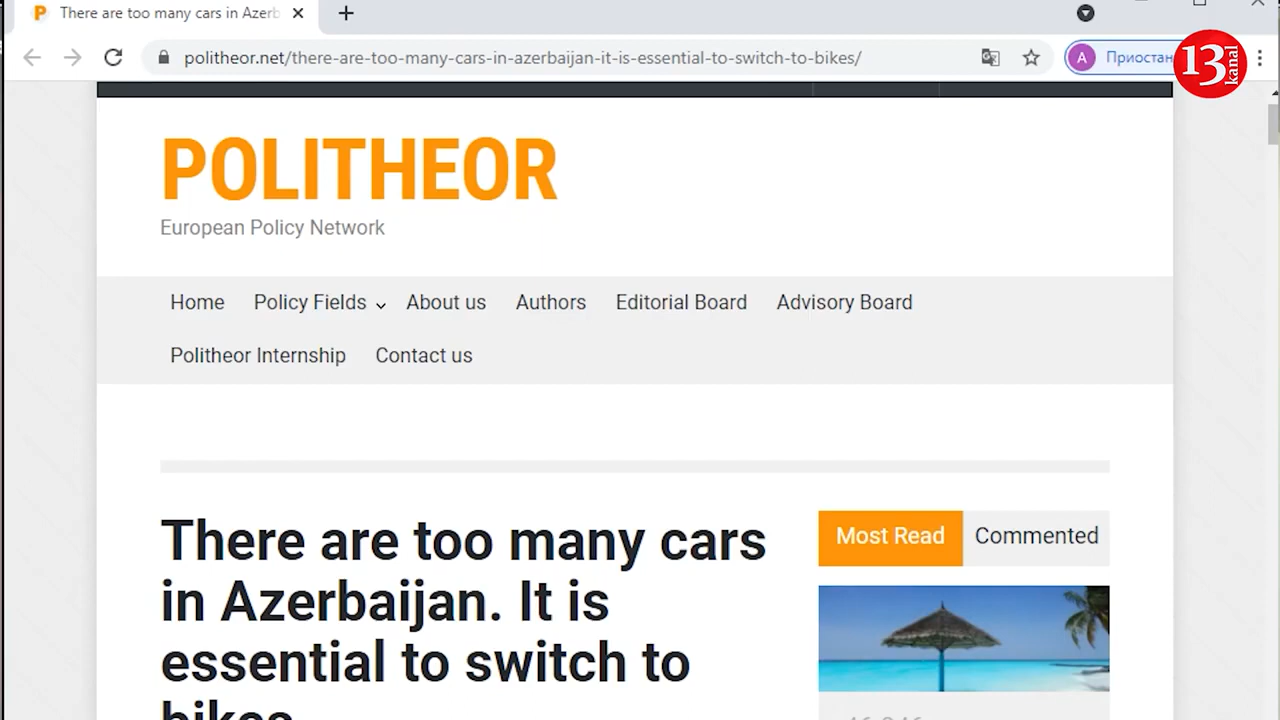 There are too many cars in Azerb
politheor.net/there-are-too-many-cars-in-azerbaijan-it-is-essential-to-switch-to-bikes/
A
Приостан
13 kanal
POLITHEOR
European Policy Network
Home Policy Fields About us Authors Editorial Board Advisory Board
Politheor Internship Contact us
There are too many cars
in Azerbaijan. It is
essential to switch to
bikes
Most Read Commented